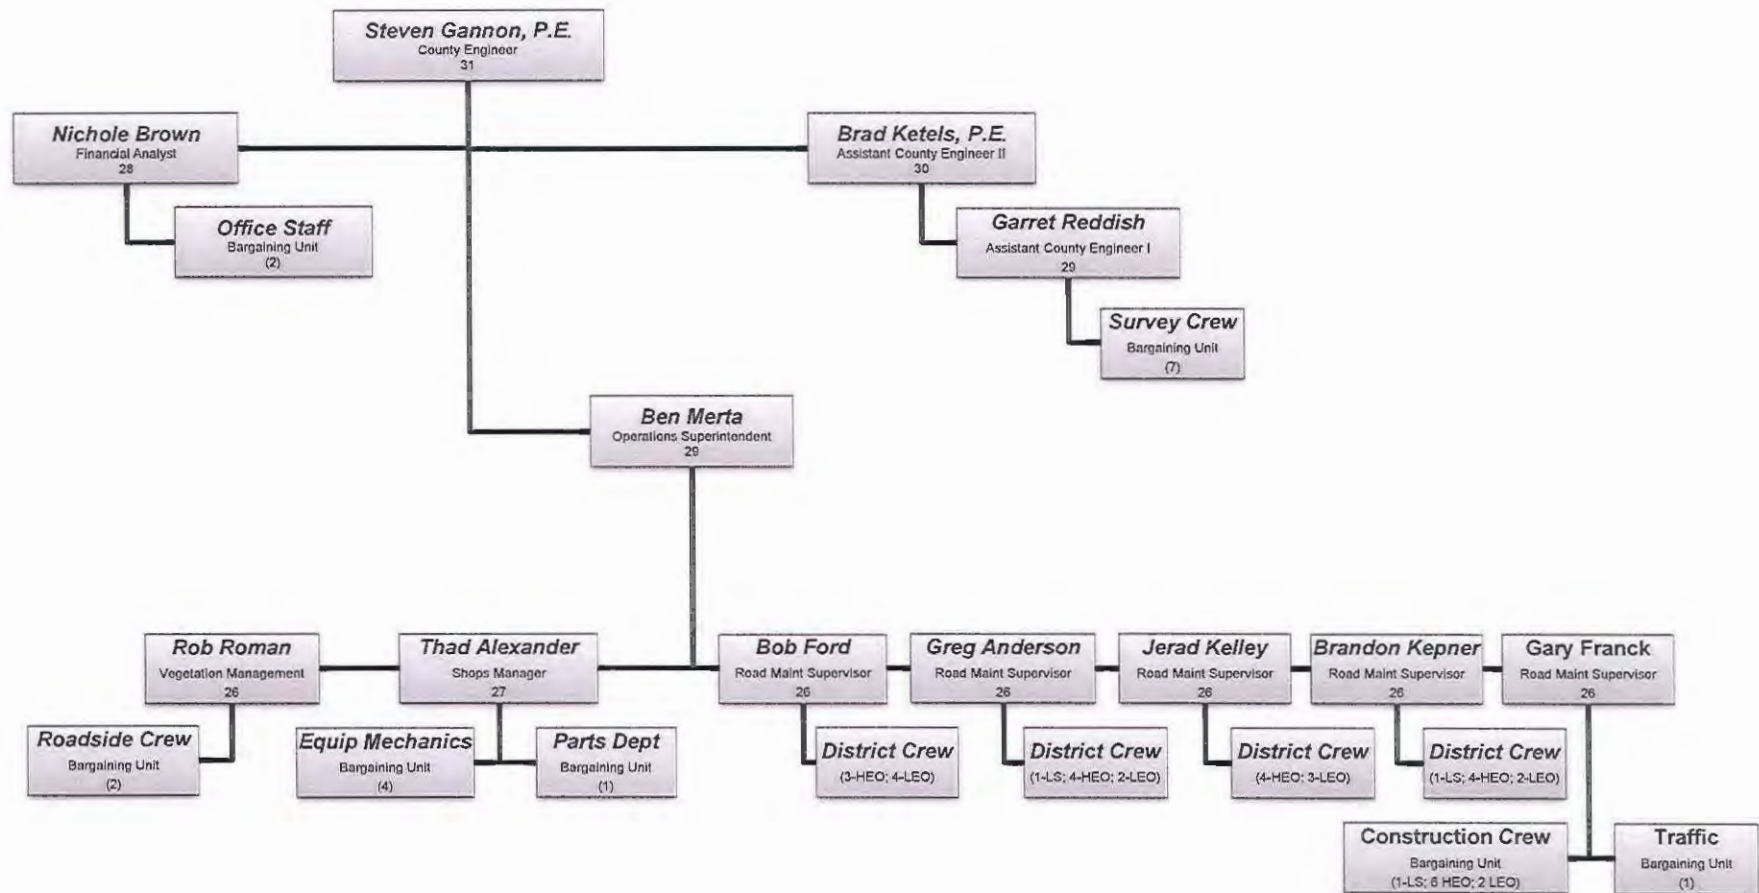 Steven Gannon, P.E.
County Engineer
31
Nichole Brown
Financial Analyst
28
Brad Ketels, P.E.
Assistant County Engineer II
30
Office Staff
Bargaining Unit
(2)
Garret Reddish
Assistant County Engineer I
29
Survey Crew
Bargaining Unit
(7)
Ben Merta
Operations Superintendent
29
Rob Roman
Vegetation Management
26
Thad Alexander
Shops Manager
27
Bob Ford
Road Maint Supervisor
26
Greg Anderson
Road Maint Supervisor
26
Jerad Kelley
Road Maint Supervisor
26
Brandon Kepner
Road Maint Supervisor
26
Gary Franck
Road Maint Supervisor
26
Roadside Crew
Bargaining Unit
(2)
Equip Mechanics
Bargaining Unit
(4)
Parts Dept
Bargaining Unit
(1)
District Crew
(3-HEO; 4-LEO)
District Crew
(1-LS; 4-HEO; 2-LEO)
District Crew
(4-HEO; 3-LEO)
District Crew
(1-LS; 4-HEO; 2-LEO)
Construction Crew
Bargaining Unit
(1-LS; 6 HEO; 2 LEO)
Traffic
Bargaining Unit
(1)